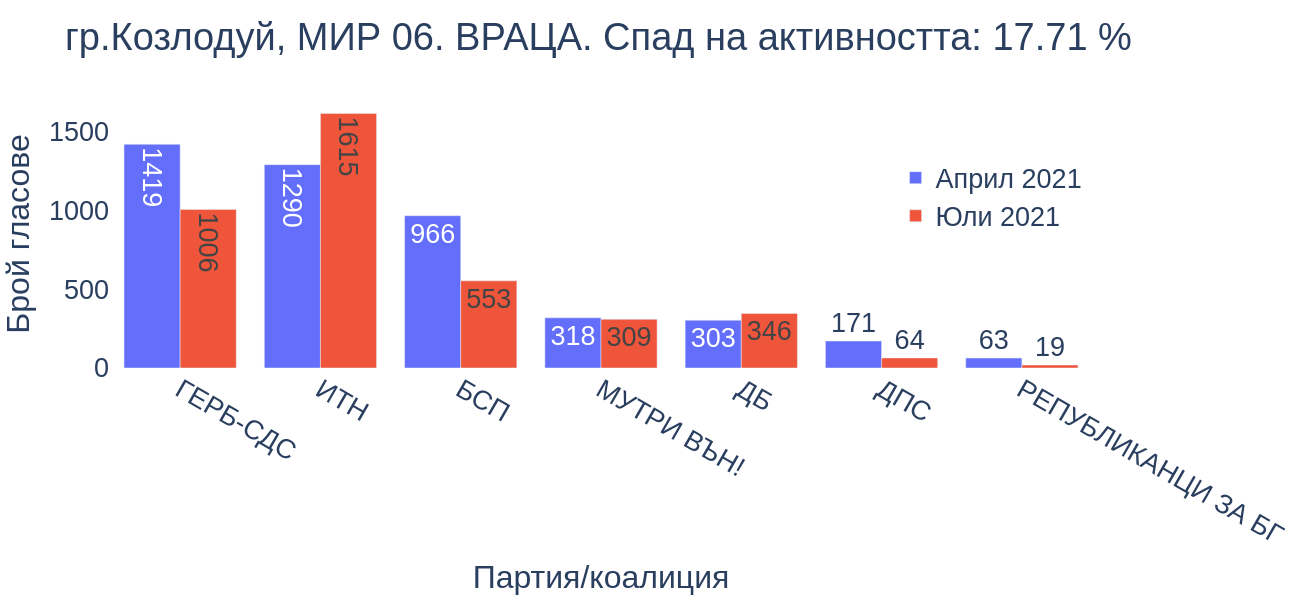 гр.Козлодуй, МИР 06. ВРАЦА. Спад на активността: 17.71 %
Брой гласове
1500
1000
500
0
1419
1006
1290
1615
966
553
318
309
303
346
171
64
63
19
Април 2021
Юли 2021
ГЕРБ-СДС
ИТН
БСП
МУТРИ ВЪН!
ДБ
ДПС
РЕПУБЛИКАНЦИ ЗА БГ
Партия/коалиция